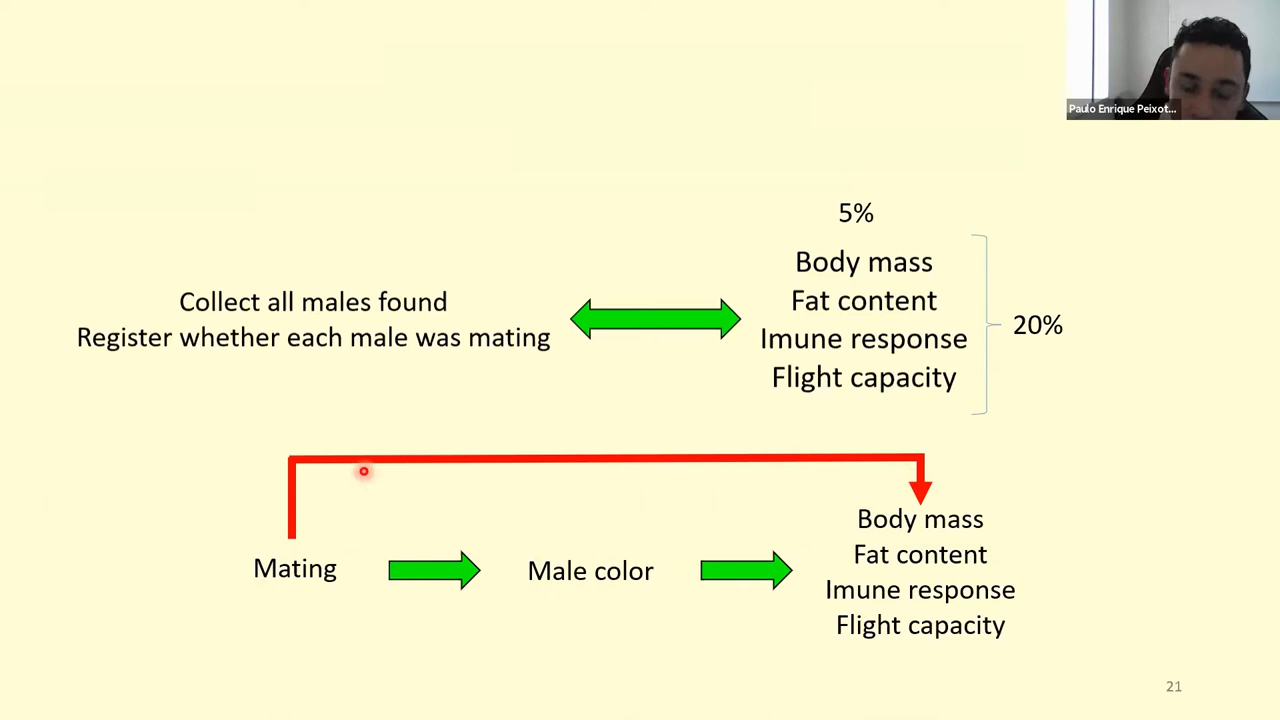 Paulo Enrique Peixot...
5%
Body mass
Fat content
Imune response
Flight capacity
20%
Collect all males found
Register whether each male was mating
Mating
Male color
Body mass
Fat content
Imune response
Flight capacity
21